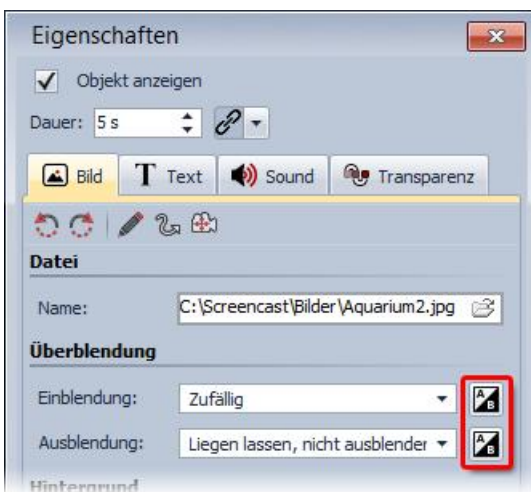 Eigenschaften
Objekt anzeigen
Dauer: 5 s
Bild T Text Sound Transparenz
Datei
Name: C:\Screencast\Bilder\Aquarium2.jpg
Überblendung
Einblendung: Zufällig A B
Ausblendung: Liegen lassen, nicht ausblender A B
Hintergrund